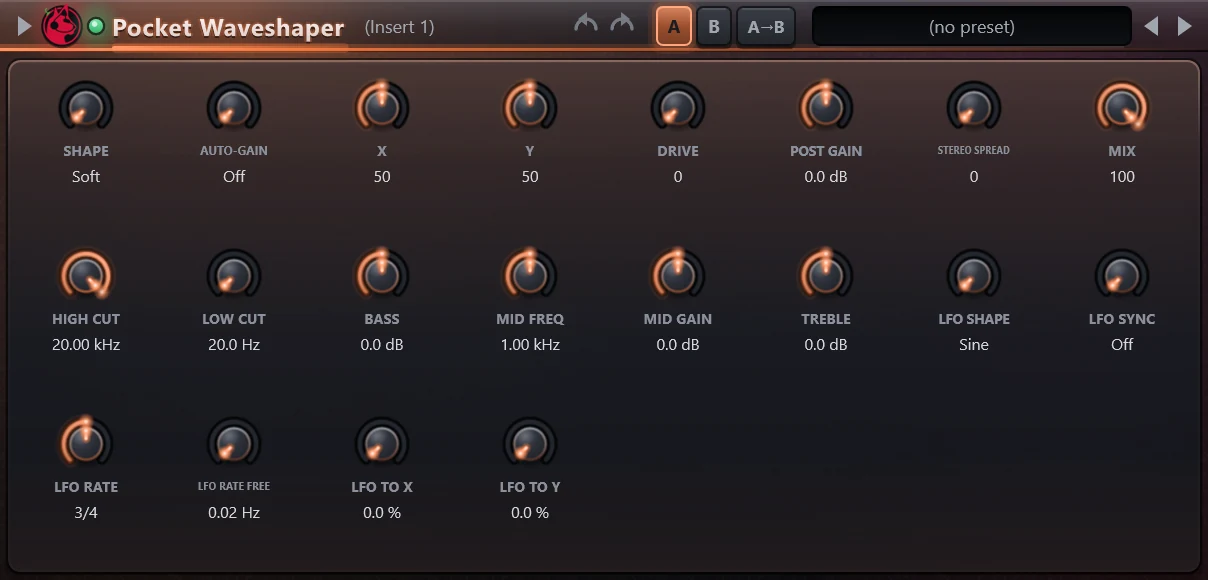 Pocket Waveshaper (Insert 1) A B A→B (no preset)
SHAPE AUTO-GAIN X Y DRIVE POST GAIN STEREO SPREAD MIX
Soft Off 50 50 0 0.0 dB 0 100
HIGH CUT LOW CUT BASS MID FREQ MID GAIN TREBLE LFO SHAPE LFO SYNC
20.00 kHz 20.0 Hz 0.0 dB 1.00 kHz 0.0 dB 0.0 dB Sine Off
LFO RATE LFO RATE FREE LFO TO X LFO TO Y
3/4 0.02 Hz 0.0 % 0.0 %